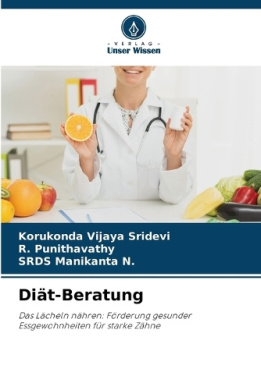 - VERLAG -
Unser Wissen
Korukonda Vijaya Sridevi
R. Punithavathy
SRDS Manikanta N.
Diät-Beratung
Das Lächeln nähren: Förderung gesunder
Essgewohnheiten für starke Zähne